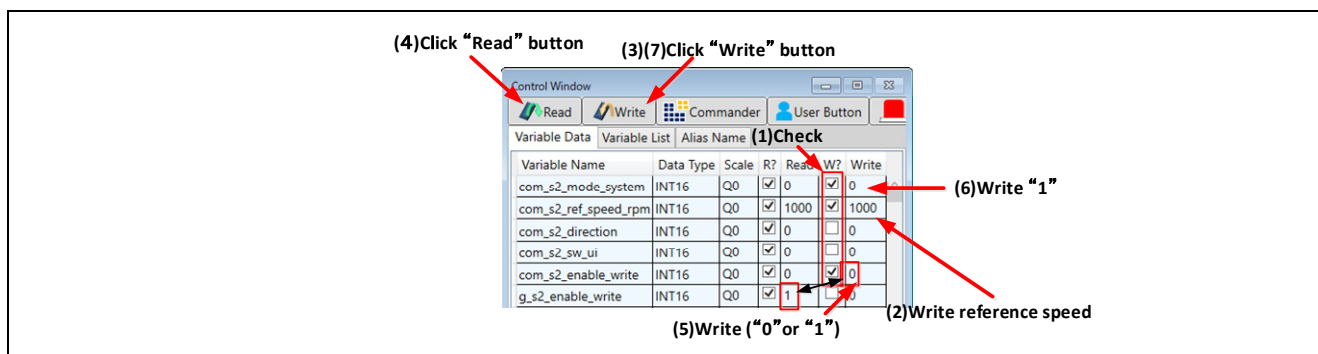 (4)Click “Read” button
(3)(7)Click “Write” button
Control Window
Read Write Commander User Button
Variable Data Variable List Alias Name (1)Check
Variable Name Data Type Scale R? Read W? Write
com_s2_mode_system INT16 Q0 0 0
(6)Write “1”
com_s2_ref_speed_rpm INT16 Q0 1000 1000
com_s2_direction INT16 Q0 0 0
com_s2_sw_ui INT16 Q0 0 0
com_s2_enable_write INT16 Q0 0 0
g_s2_enable_write INT16 Q0 1 0
(2)Write reference speed
(5)Write (“0”or “1”)